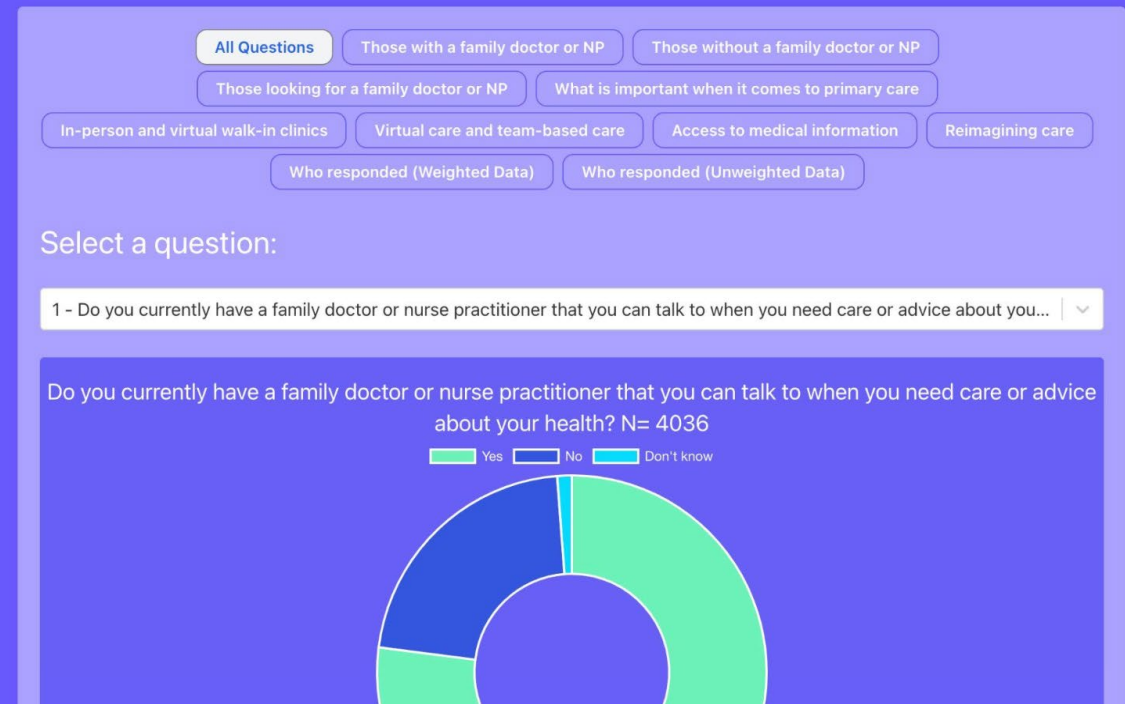 All Questions Those with a family doctor or NP Those without a family doctor or NP
Those looking for a family doctor or NP What is important when it comes to primary care
In-person and virtual walk-in clinics Virtual care and team-based care Access to medical information Reimagining care
Who responded (Weighted Data) Who responded (Unweighted Data)
Select a question:
1 - Do you currently have a family doctor or nurse practitioner that you can talk to when you need care or advice about you...
Do you currently have a family doctor or nurse practitioner that you can talk to when you need care or advice
about your health? N= 4036
Yes No Don't know